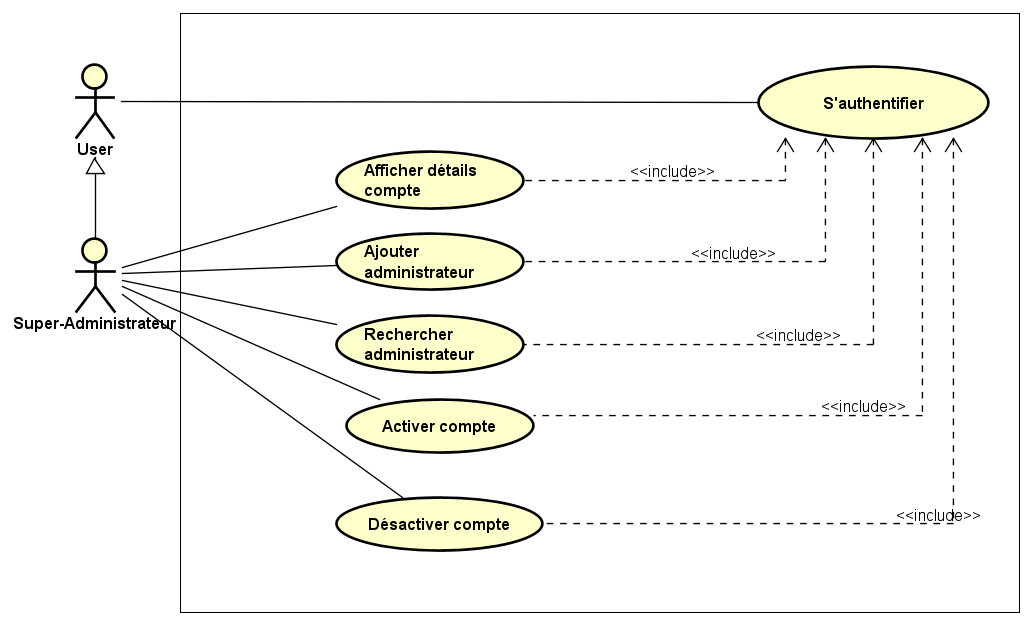 User
S'authentifier
Afficher détails
compte
<<include>>
Ajouter
administrateur
<<include>>
Super-Administrateur
Rechercher
administrateur
<<include>>
Activer compte
<<include>>
Désactiver compte
<<include>>